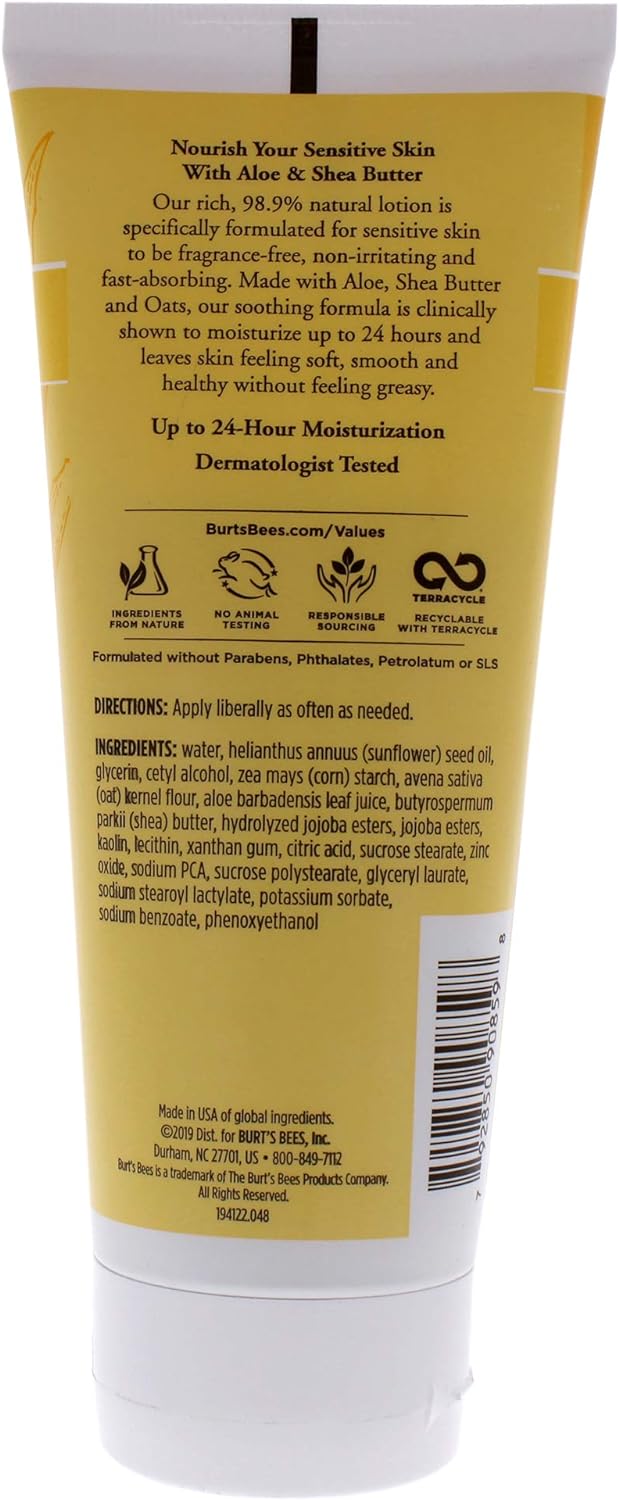 Nourish Your Sensitive Skin
With Aloe & Shea Butter
Our rich, 98.9% natural lotion is
specifically formulated for sensitive skin
to be fragrance-free, non-irritating and
fast-absorbing. Made with Aloe, Shea Butter
and Oats, our soothing formula is clinically
shown to moisturize up to 24 hours and
leaves skin feeling soft, smooth and
healthy without feeling greasy.
Up to 24-Hour Moisturization
Dermatologist Tested
BurtsBees.com/Values
INGREDIENTS
FROM NATURE
NO ANIMAL
TESTING
RESPONSIBLE
SOURCING
TERRACYCLE
RECYCLABLE
WITH TERRACYCLE
Formulated without Parabens, Phthalates, Petrolatum or SLS
DIRECTIONS: Apply liberally as often as needed.
INGREDIENTS: water, helianthus annuus (sunflower) seed oil,
glycerin, cetyl alcohol, zea mays (corn) starch, avena sativa
(oat) kernel flour, aloe barbadensis leaf juice, butyrospermum
parkii (shea) butter, hydrolyzed jojoba esters, jojoba esters,
kaolin, lecithin, xanthan gum, citric acid, sucrose stearate, zinc
oxide, sodium PCA, sucrose polystearate, glyceryl laurate,
sodium stearoyl lactylate, potassium sorbate,
sodium benzoate, phenoxyethanol
Made in USA of global ingredients.
©2019 Dist. for BURT'S BEES, Inc.
Durham, NC 27701, US • 800-849-7112
Burt's Bees is a trademark of The Burt's Bees Products Company.
All Rights Reserved.
194122.048
7 92850 90859 8